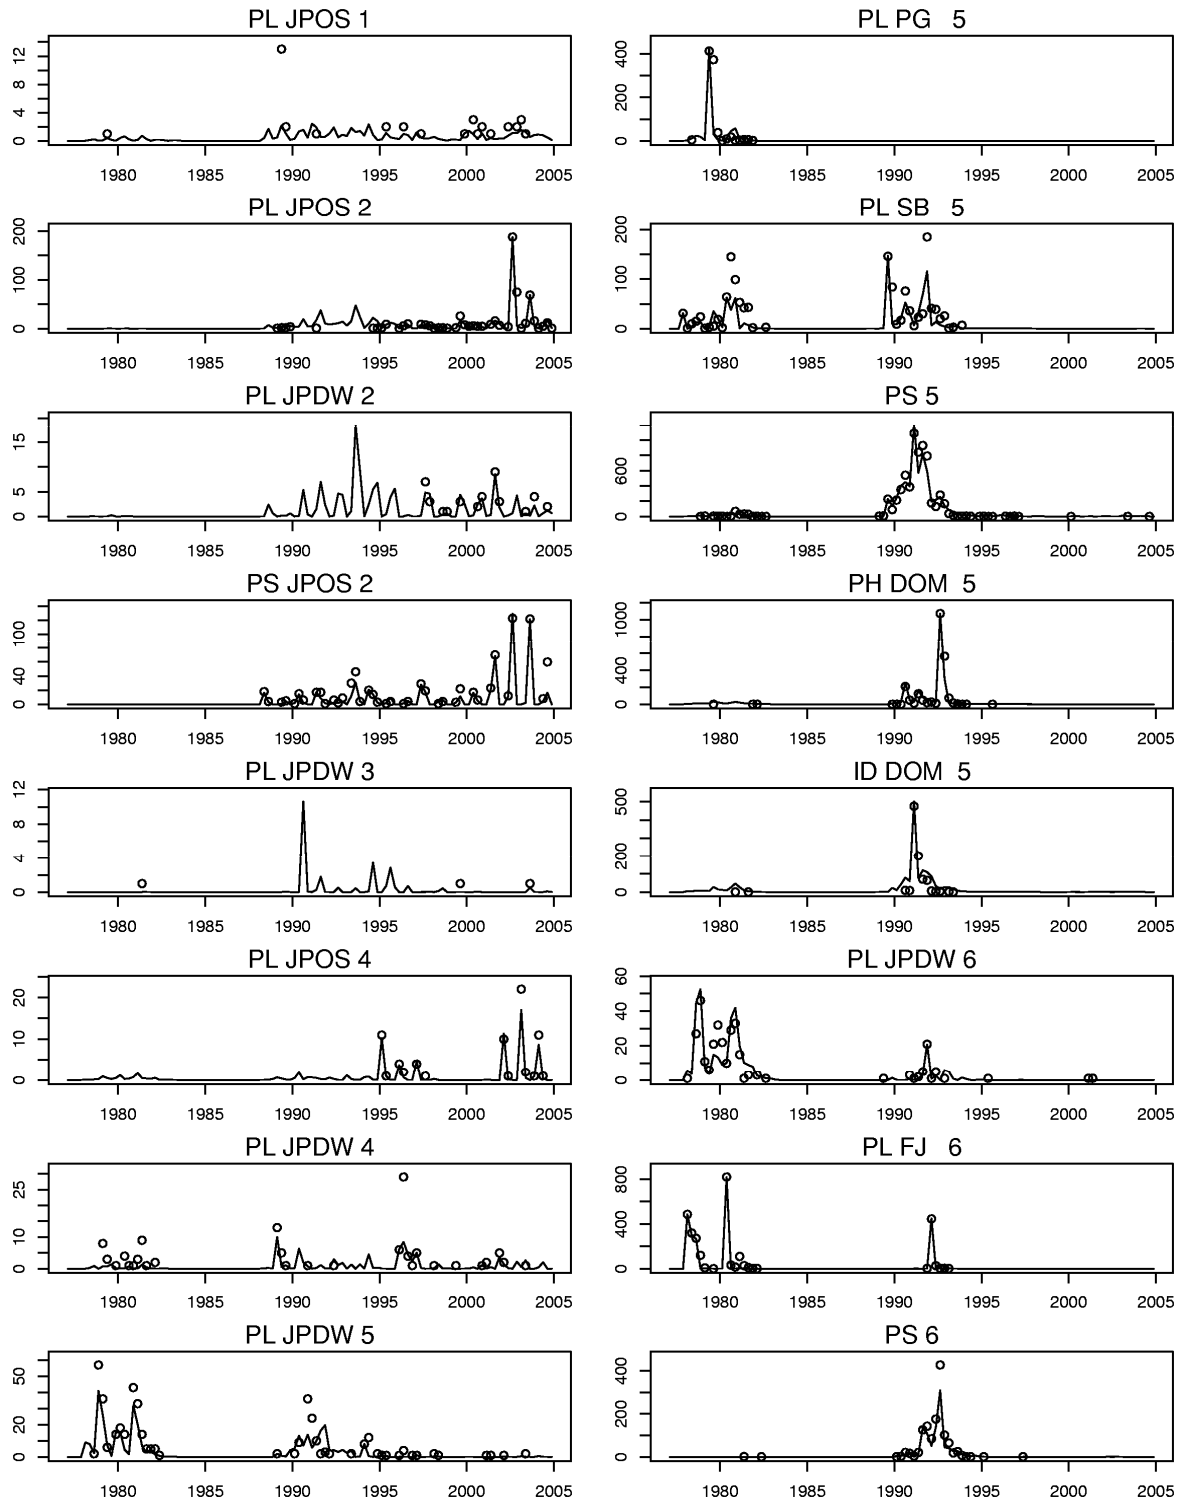 PL JPOS 1
0 4 8 12
1980 1985 1990 1995 2000 2005
PL JPOS 2
0 100 200
1980 1985 1990 1995 2000 2005
PL JPDW 2
0 5 15
1980 1985 1990 1995 2000 2005
PS JPOS 2
0 40 100
1980 1985 1990 1995 2000 2005
PL JPDW 3
0 4 8 12
1980 1985 1990 1995 2000 2005
PL JPOS 4
0 10 20
1980 1985 1990 1995 2000 2005
PL JPDW 4
0 10 25
1980 1985 1990 1995 2000 2005
PL JPDW 5
0 20 50
1980 1985 1990 1995 2000 2005
PL PG 5
0 200 400
1980 1985 1990 1995 2000 2005
PL SB 5
0 100 200
1980 1985 1990 1995 2000 2005
PS 5
0 600
1980 1985 1990 1995 2000 2005
PH DOM 5
0 400 1000
1980 1985 1990 1995 2000 2005
ID DOM 5
0 200 500
1980 1985 1990 1995 2000 2005
PL JPDW 6
0 20 40 60
1980 1985 1990 1995 2000 2005
PL FJ 6
0 400 800
1980 1985 1990 1995 2000 2005
PS 6
0 200 400
1980 1985 1990 1995 2000 2005